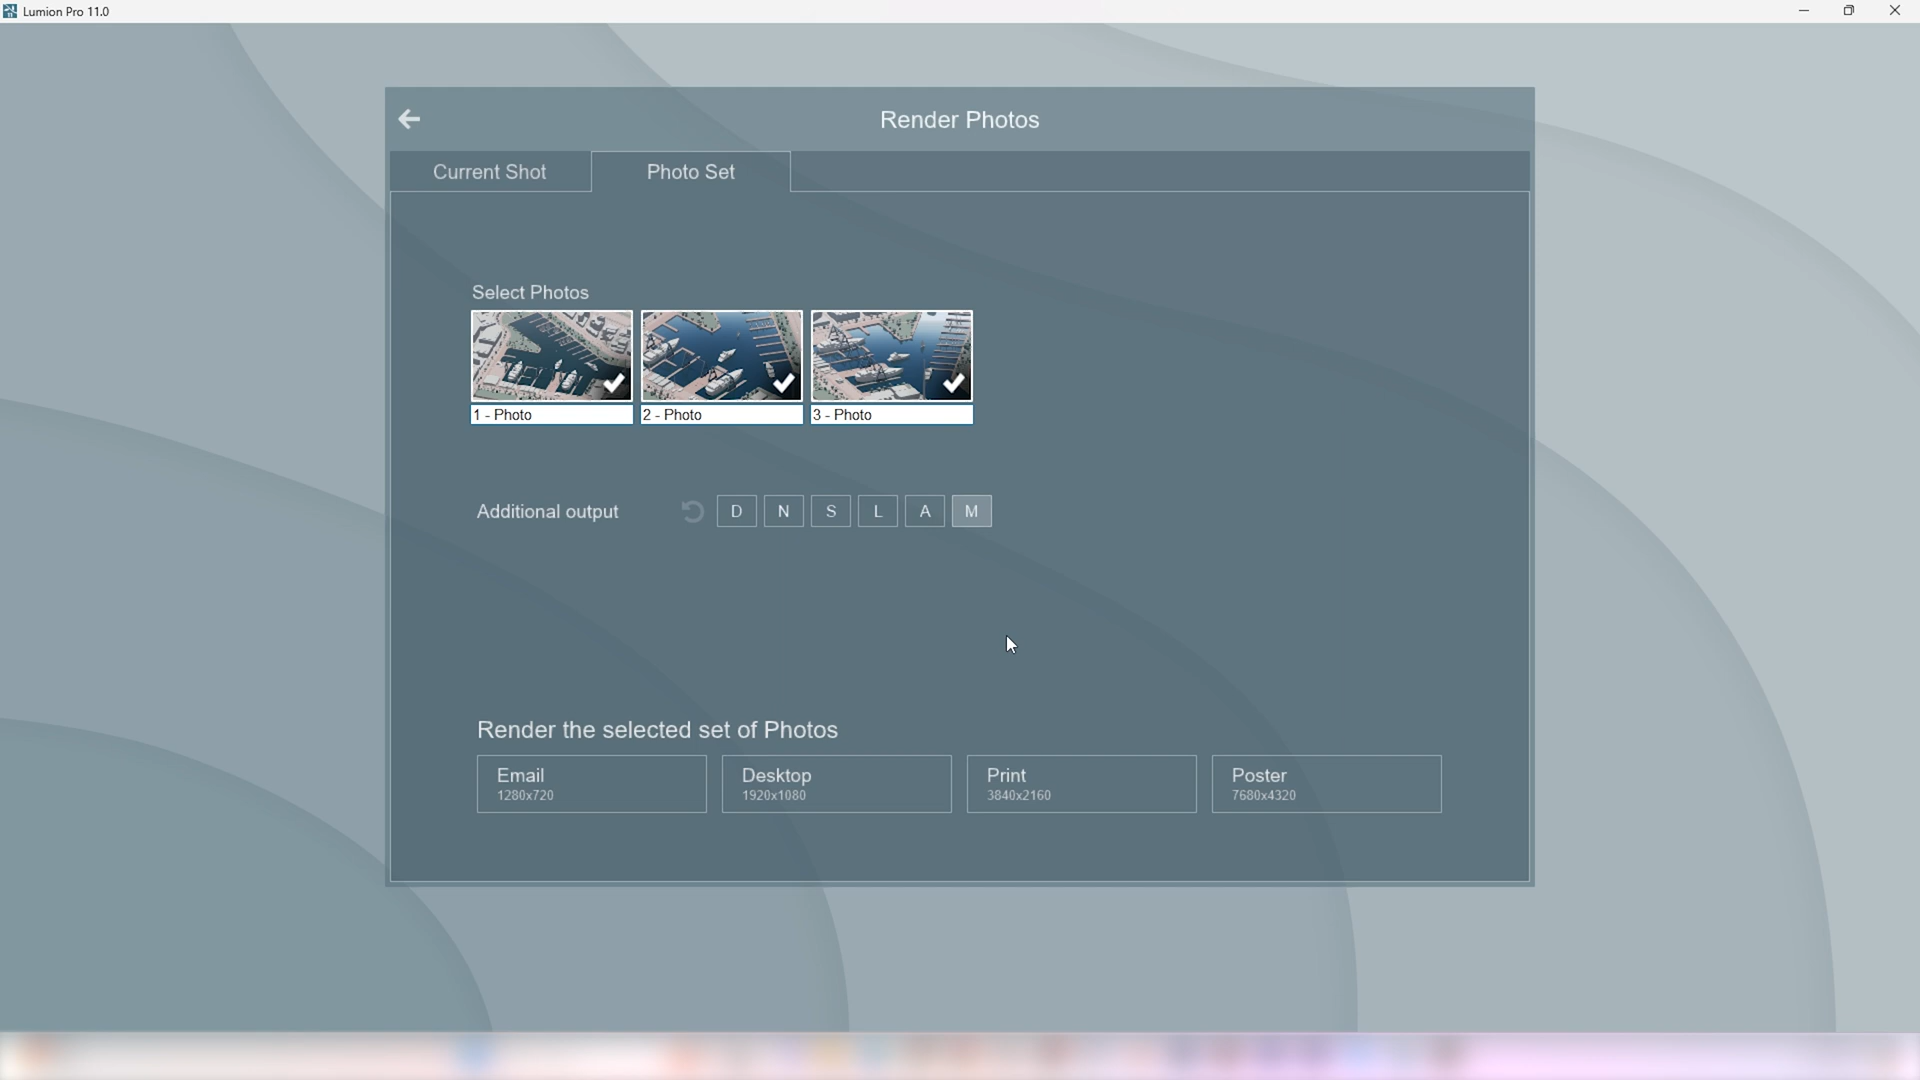 Lumion Pro 11.0
Render Photos
Current Shot
Photo Set
Select Photos
1 - Photo
2 - Photo
3 - Photo
Additional output
D N S L A M
Render the selected set of Photos
Email
1280x720
Desktop
1920x1080
Print
3840x2160
Poster
7680x4320